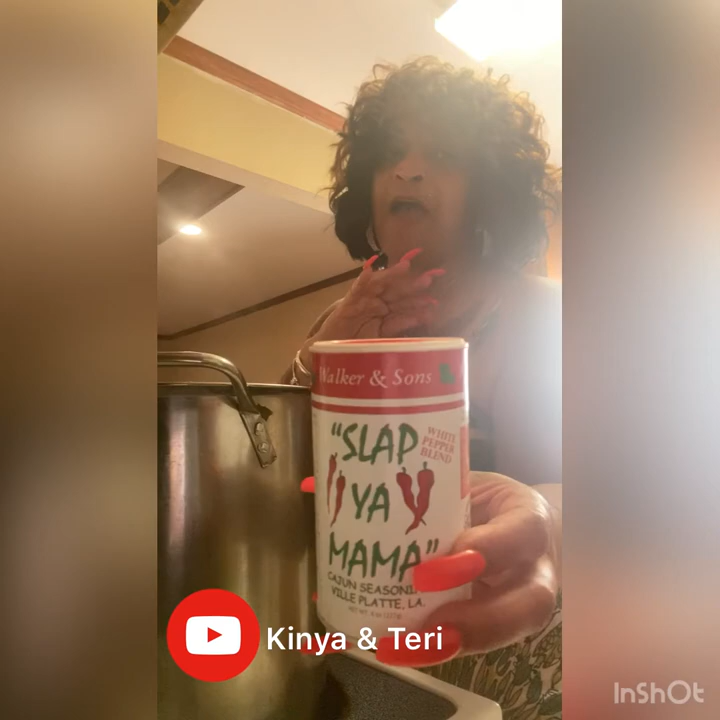 Walker & Sons
"SLAP
WHITE
PEPPER
BLEND
YA
MAMA"
CAJUN SEASONI
VILLE PLATTE, LA.
Kinya & Teri
InShOt